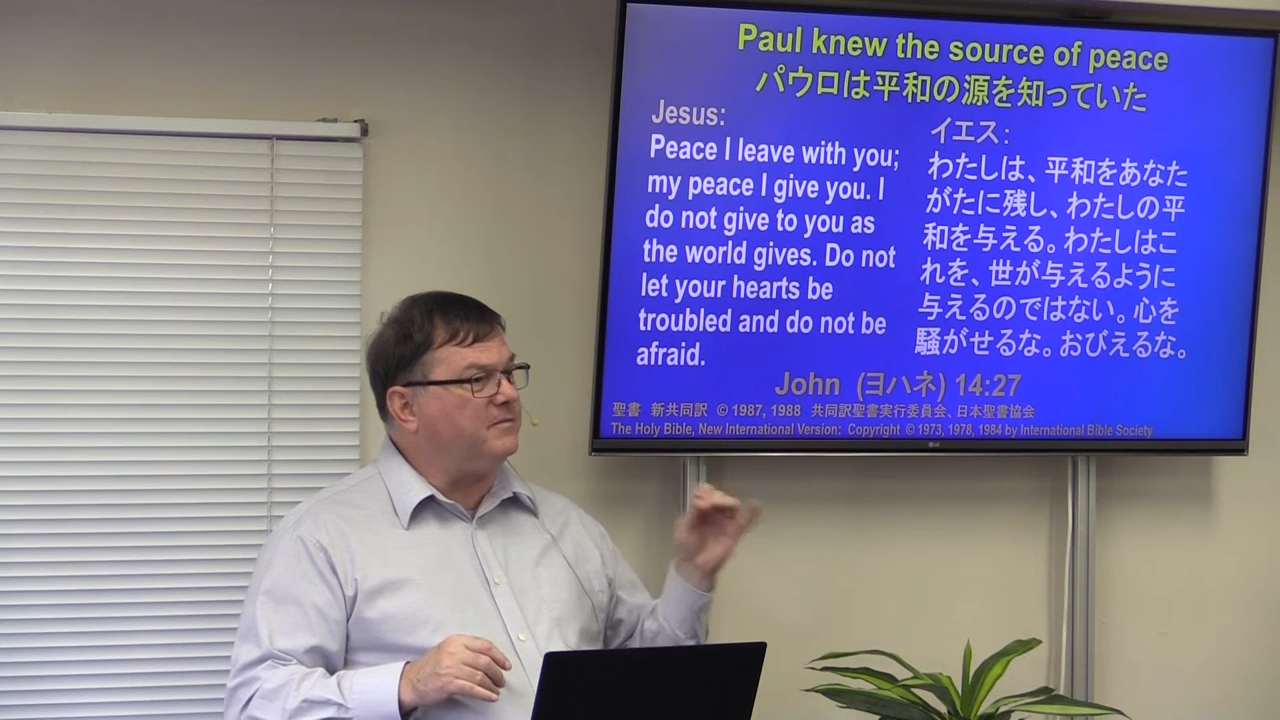 Paul knew the source of peace
パウロは平和の源を知っていた
Jesus:
Peace I leave with you;
my peace I give you. I
do not give to you as
the world gives. Do not
let your hearts be
troubled and do not be
afraid.
イエス:
わたしは、平和をあなた
がたに残し、わたしの平
和を与える。わたしはこ
れを、世が与えるように
与えるのではない。心を
騒がせるな。おびえるな。
John (ヨハネ) 14:27
聖書 新共同訳 © 1987, 1988 共同訳聖書実行委員会、日本聖書協会
The Holy Bible, New International Version: Copyright © 1973, 1978, 1984 by International Bible Society
LG